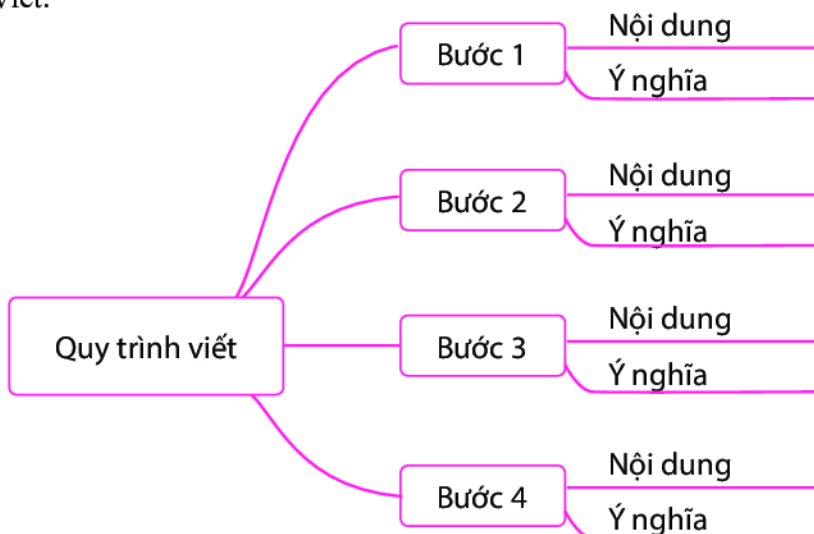 viết.
Nội dung
Bước 1
Ý nghĩa
Nội dung
Bước 2
Ý nghĩa
Quy trình viết
Nội dung
Bước 3
Ý nghĩa
Nội dung
Bước 4
Ý nghĩa